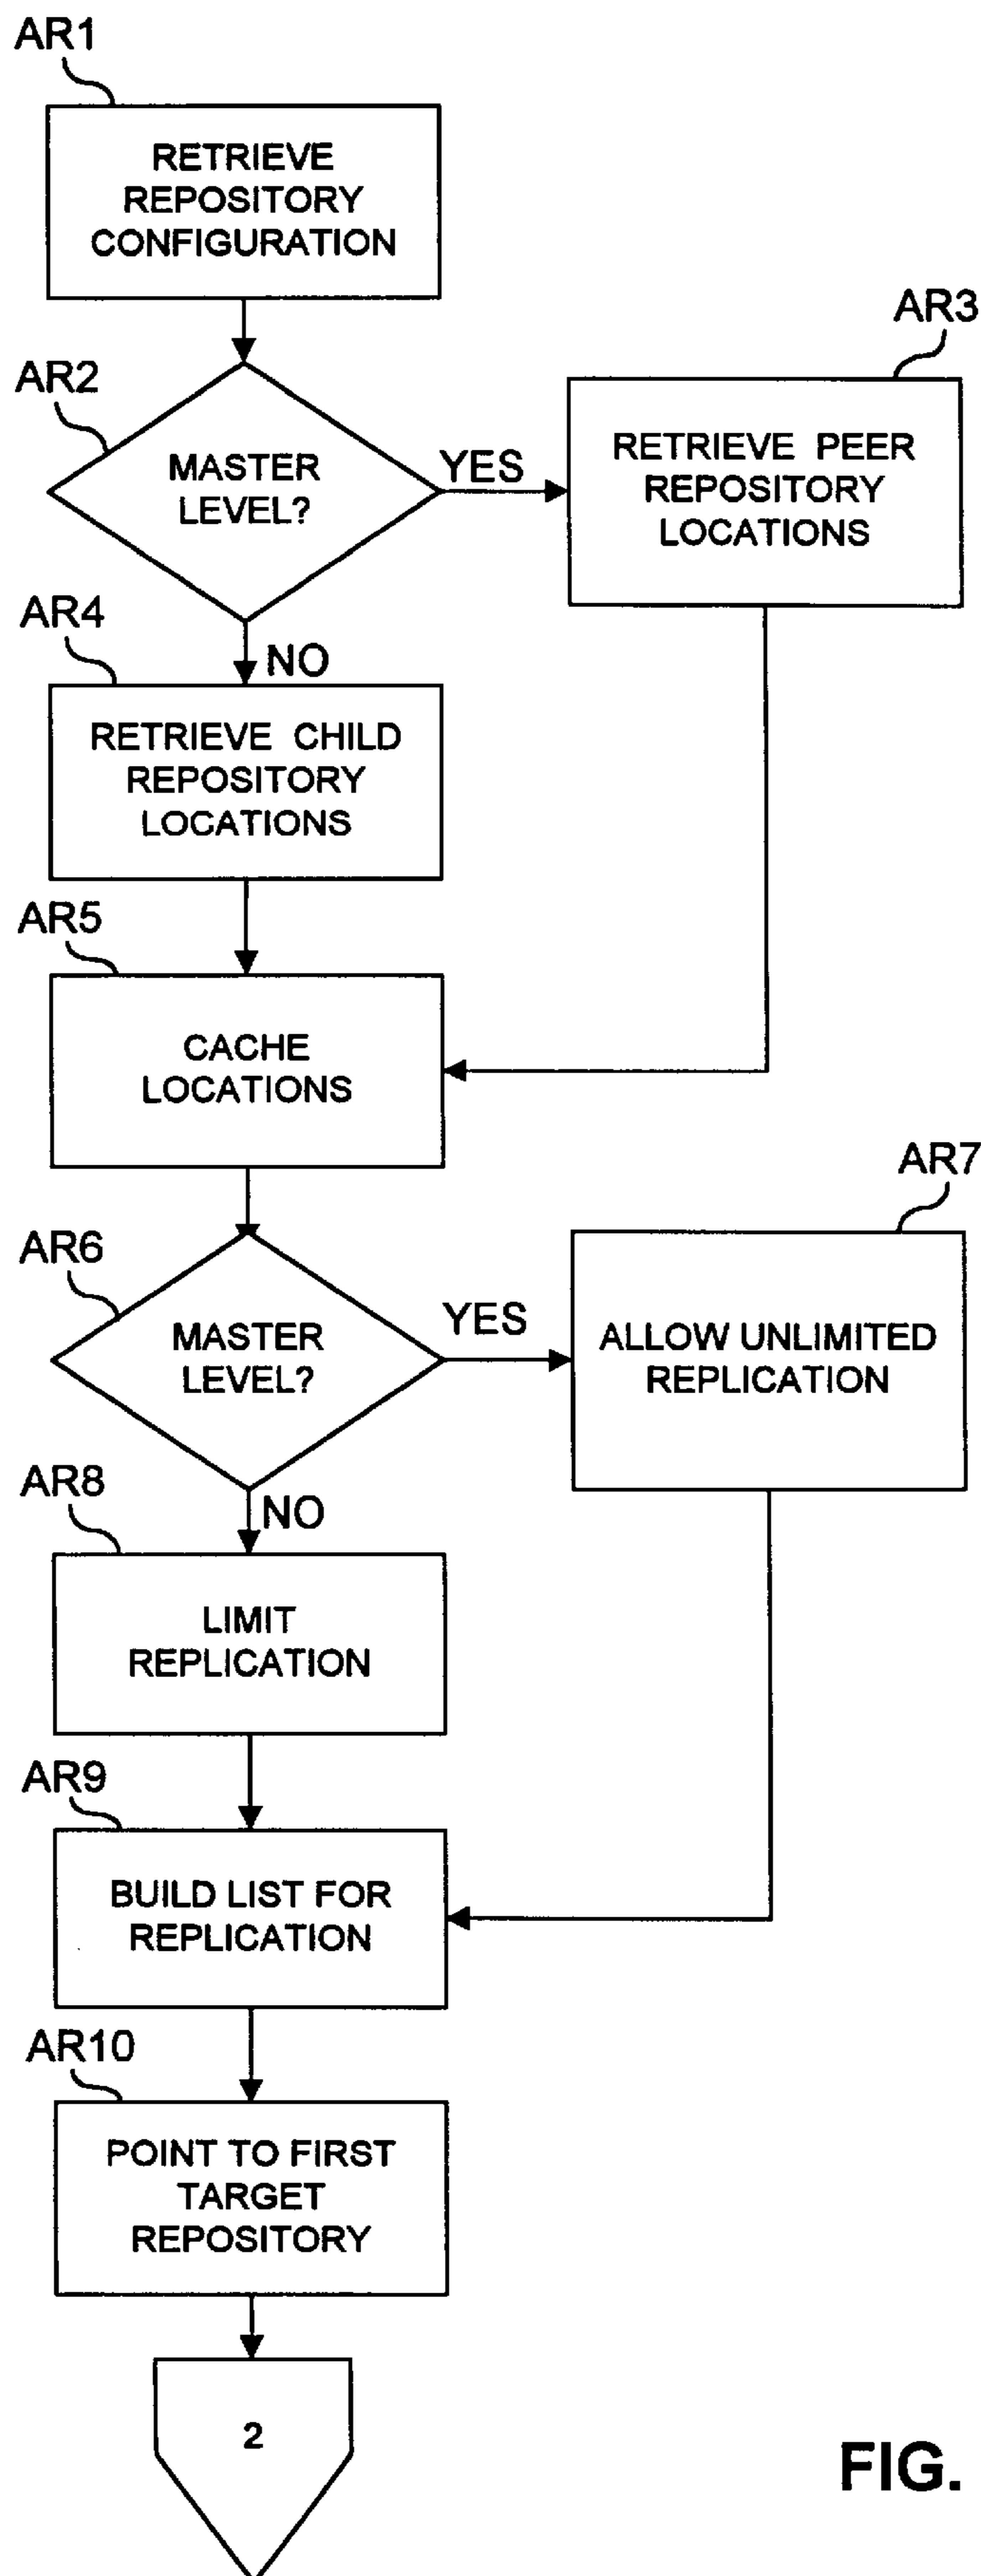 AR1
RETRIEVE
REPOSITORY
CONFIGURATION
AR2
MASTER
LEVEL?
YES
AR3
RETRIEVE PEER
REPOSITORY
LOCATIONS
NO
AR4
RETRIEVE CHILD
REPOSITORY
LOCATIONS
AR5
CACHE
LOCATIONS
AR6
MASTER
LEVEL?
YES
AR7
ALLOW UNLIMITED
REPLICATION
NO
AR8
LIMIT
REPLICATION
AR9
BUILD LIST FOR
REPLICATION
AR10
POINT TO FIRST
TARGET
REPOSITORY
2
FIG.